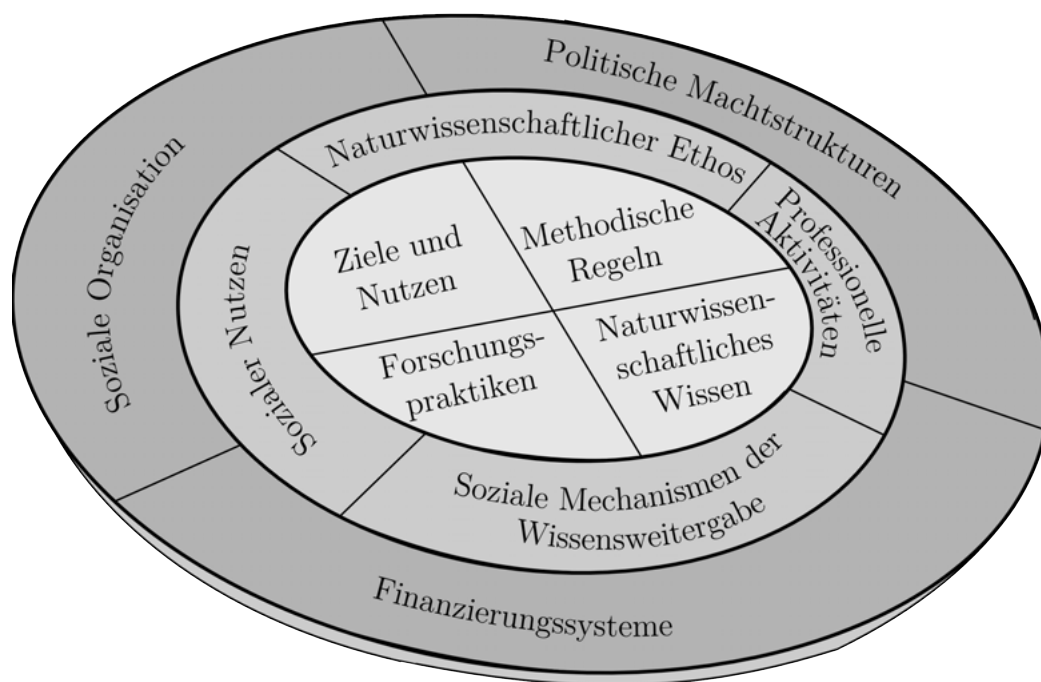 Politische Machtstrukturen
Soziale Organisation
Naturwissenschaftlicher Ethos
Professionelle
Aktivitäten
Sozialer Nutzen
Ziele und
Nutzen
Methodische
Regeln
Forschungs-
praktiken
Naturwissen-
schaftliches
Wissen
Soziale Mechanismen der
Wissensweitergabe
Finanzierungssysteme